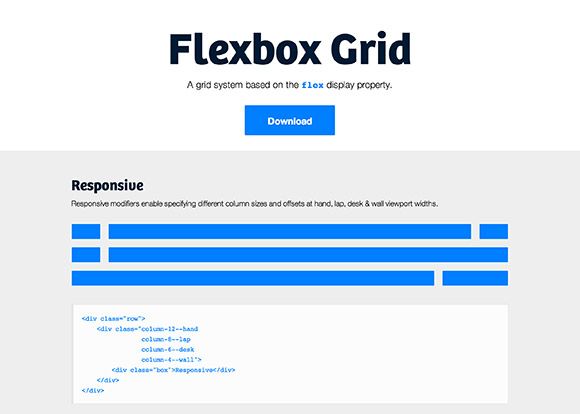 Flexbox Grid
A grid system based on the flex display property.
Download
Responsive
Responsive modifiers enable specifying different column sizes and offsets at hand, lap, desk & wall viewport widths.
<div class="row">
<div class="column-12--hand
column-8--lap
column-6--desk
column-4--wall">
<div class="box">Responsive</div>
</div>
</div>